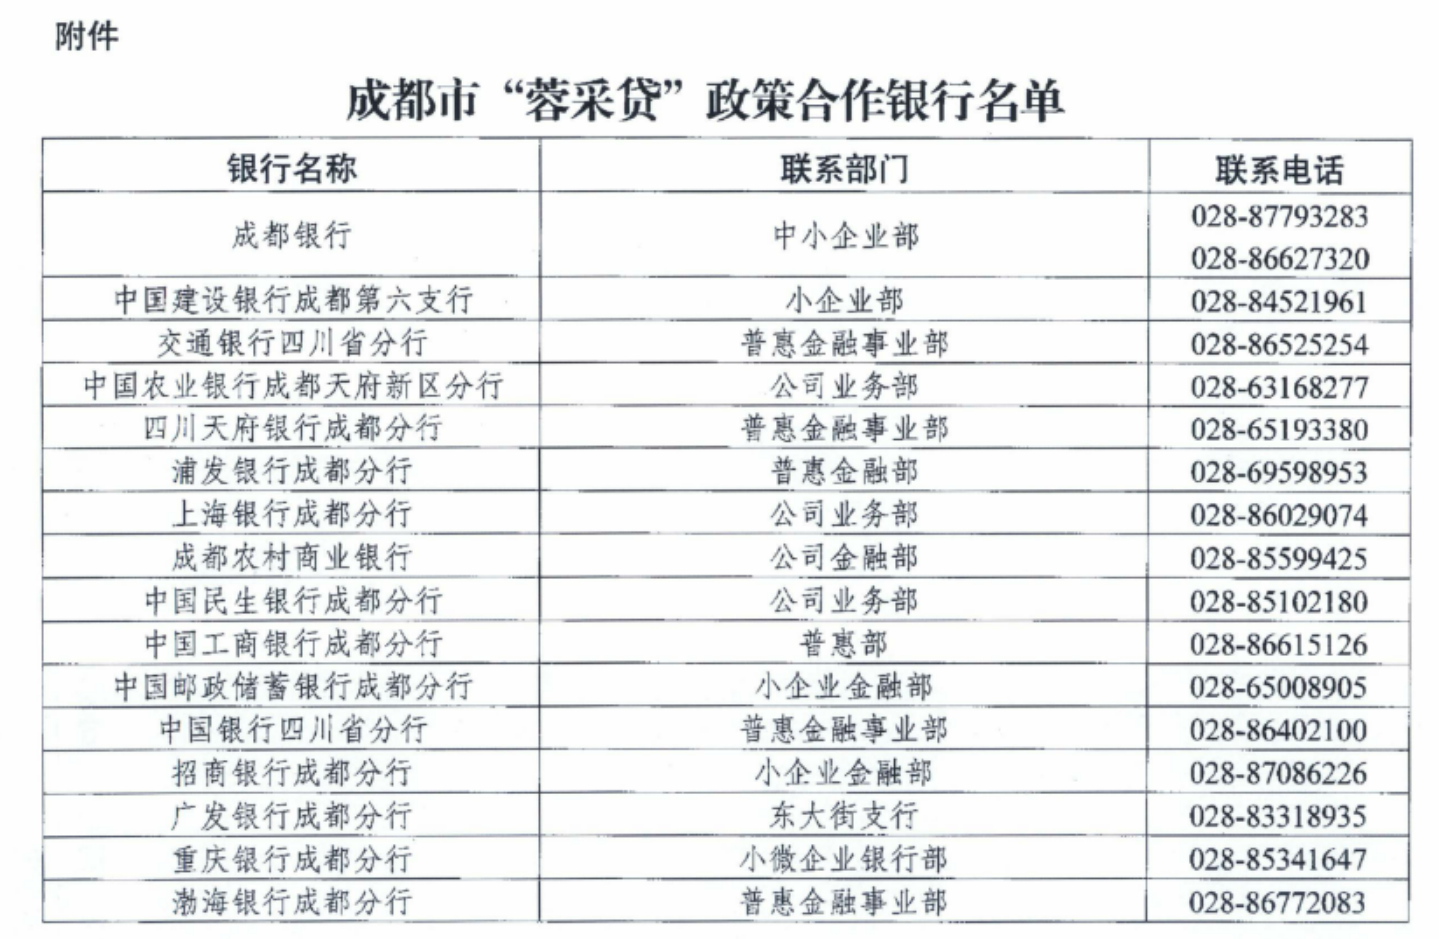 附件
成都市“蓉采贷”政策合作银行名单
银行名称 联系部门 联系电话
成都银行 中小企业部 028-87793283
028-86627320
中国建设银行成都第六支行 小企业部 028-84521961
交通银行四川省分行 普惠金融事业部 028-86525254
中国农业银行成都天府新区分行 公司业务部 028-63168277
四川天府银行成都分行 普惠金融事业部 028-65193380
浦发银行成都分行 普惠金融部 028-69598953
上海银行成都分行 公司业务部 028-86029074
成都农村商业银行 公司金融部 028-85599425
中国民生银行成都分行 公司业务部 028-85102180
中国工商银行成都分行 普惠部 028-86615126
中国邮政储蓄银行成都分行 小企业金融部 028-65008905
中国银行四川省分行 普惠金融事业部 028-86402100
招商银行成都分行 小企业金融部 028-87086226
广发银行成都分行 东大街支行 028-83318935
重庆银行成都分行 小微企业银行部 028-85341647
渤海银行成都分行 普惠金融事业部 028-86772083